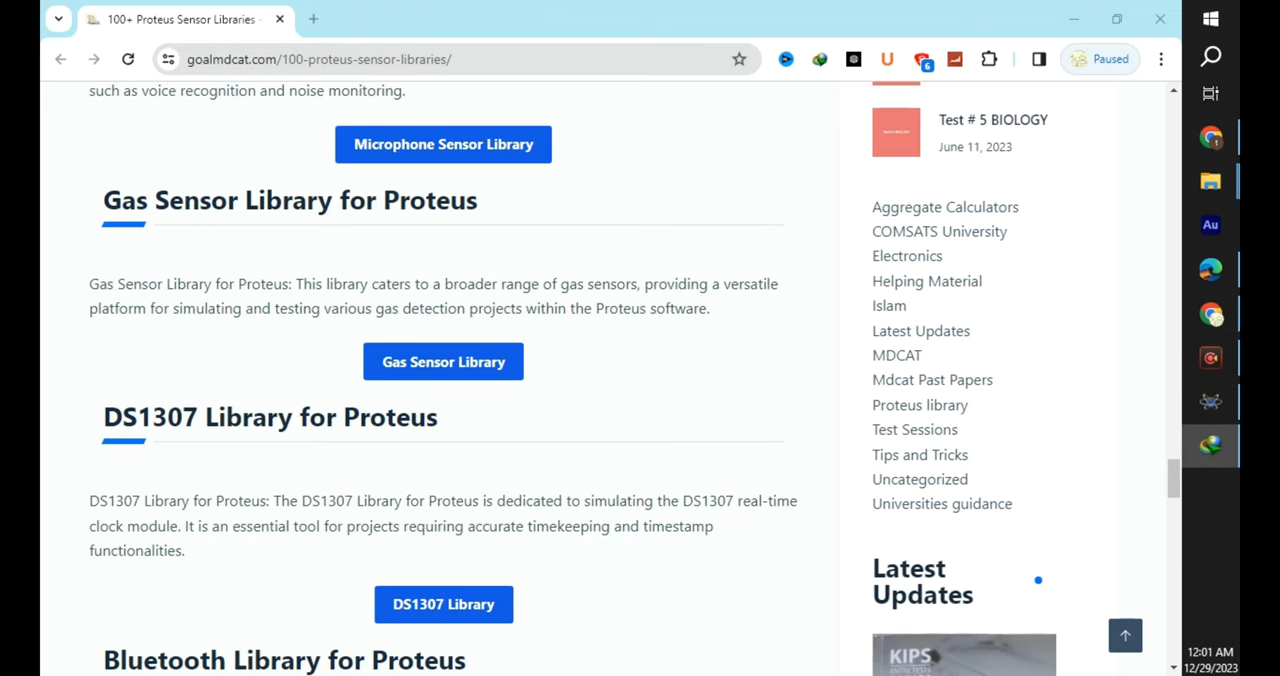 100+ Proteus Sensor Libraries -
goalmdcat.com/100-proteus-sensor-libraries/
6
Paused
such as voice recognition and noise monitoring.
Microphone Sensor Library
Gas Sensor Library for Proteus
Gas Sensor Library for Proteus: This library caters to a broader range of gas sensors, providing a versatile
platform for simulating and testing various gas detection projects within the Proteus software.
Gas Sensor Library
DS1307 Library for Proteus
DS1307 Library for Proteus: The DS1307 Library for Proteus is dedicated to simulating the DS1307 real-time
clock module. It is an essential tool for projects requiring accurate timekeeping and timestamp
functionalities.
DS1307 Library
Bluetooth Library for Proteus
Test # 5 BIOLOGY
June 11, 2023
Aggregate Calculators
COMSATS University
Electronics
Helping Material
Islam
Latest Updates
MDCAT
Mdcat Past Papers
Proteus library
Test Sessions
Tips and Tricks
Uncategorized
Universities guidance
Latest
Updates
KIPS
Au
12:01 AM
12/29/2023